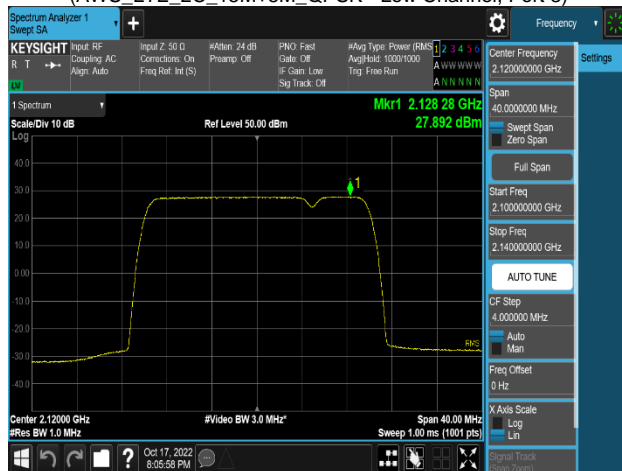 (AWS_2T2_2C_15M+5M_QPSK - Low Channel, Port 3)
Spectrum Analyzer 1
Swept SA
+
Frequency
KEYSIGHT
R T
LW
Input: RF
Coupling: AC
Align: Auto
Input Z: 50 Ω
Corrections: On
Freq Ref: Int (S)
#Atten: 24 dB
Preamp: Off
PNO: Fast
Gate: Off
IF Gain: Low
Sig Track: Off
#Avg Type: Power (RMS
Avg|Hold: 1000/1000
Trig: Free Run
1 2 3 4 5 6
A W W W W W
A N N N N N
Settings
1 Spectrum
Scale/Div 10 dB
Ref Level 50.00 dBm
Mkr1 2.128 28 GHz
27.892 dBm
Log
40.0
30.0
20.0
10.0
0.00
-10.0
-20.0
-30.0
-40.0
1
RMS
Center 2.12000 GHz
#Video BW 3.0 MHz*
Span 40.00 MHz
#Res BW 1.0 MHz
Sweep 1.00 ms (1001 pts)
?
Oct 17, 2022
8:05:58 PM
Center Frequency
2.120000000 GHz
Span
40.0000000 MHz
Swept Span
Zero Span
Full Span
Start Freq
2.100000000 GHz
Stop Freq
2.140000000 GHz
AUTO TUNE
CF Step
4.000000 MHz
Auto
Man
Freq Offset
0 Hz
X Axis Scale
Log
Lin
Signal Track
(Span Zoom)